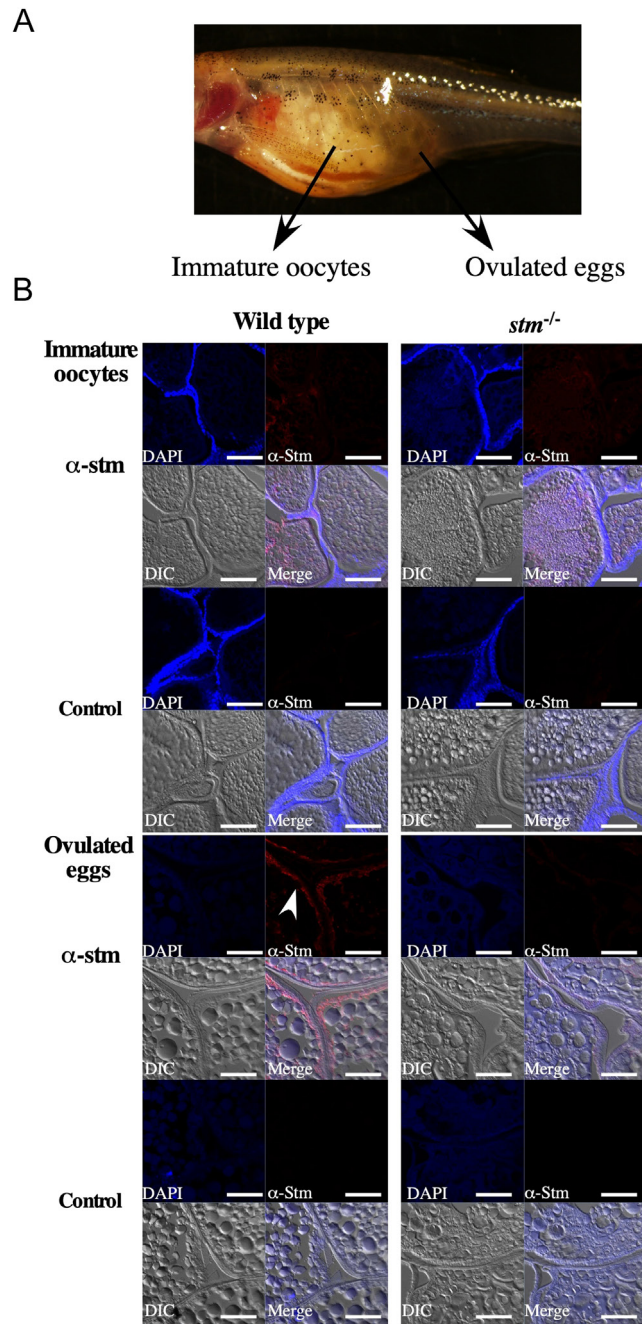 A
Immature oocytes Ovulated eggs
B
Wild type stm-/-
Immature
oocytes
DAPI α-Stm DAPI α-Stm
α-stm
DIC Merge DIC Merge
DAPI α-Stm DAPI α-Stm
Control
DIC Merge DIC Merge
Ovulated
eggs
DAPI α-Stm DAPI α-Stm
α-stm
DIC Merge DIC Merge
DAPI α-Stm DAPI α-Stm
Control
DIC Merge DIC Merge